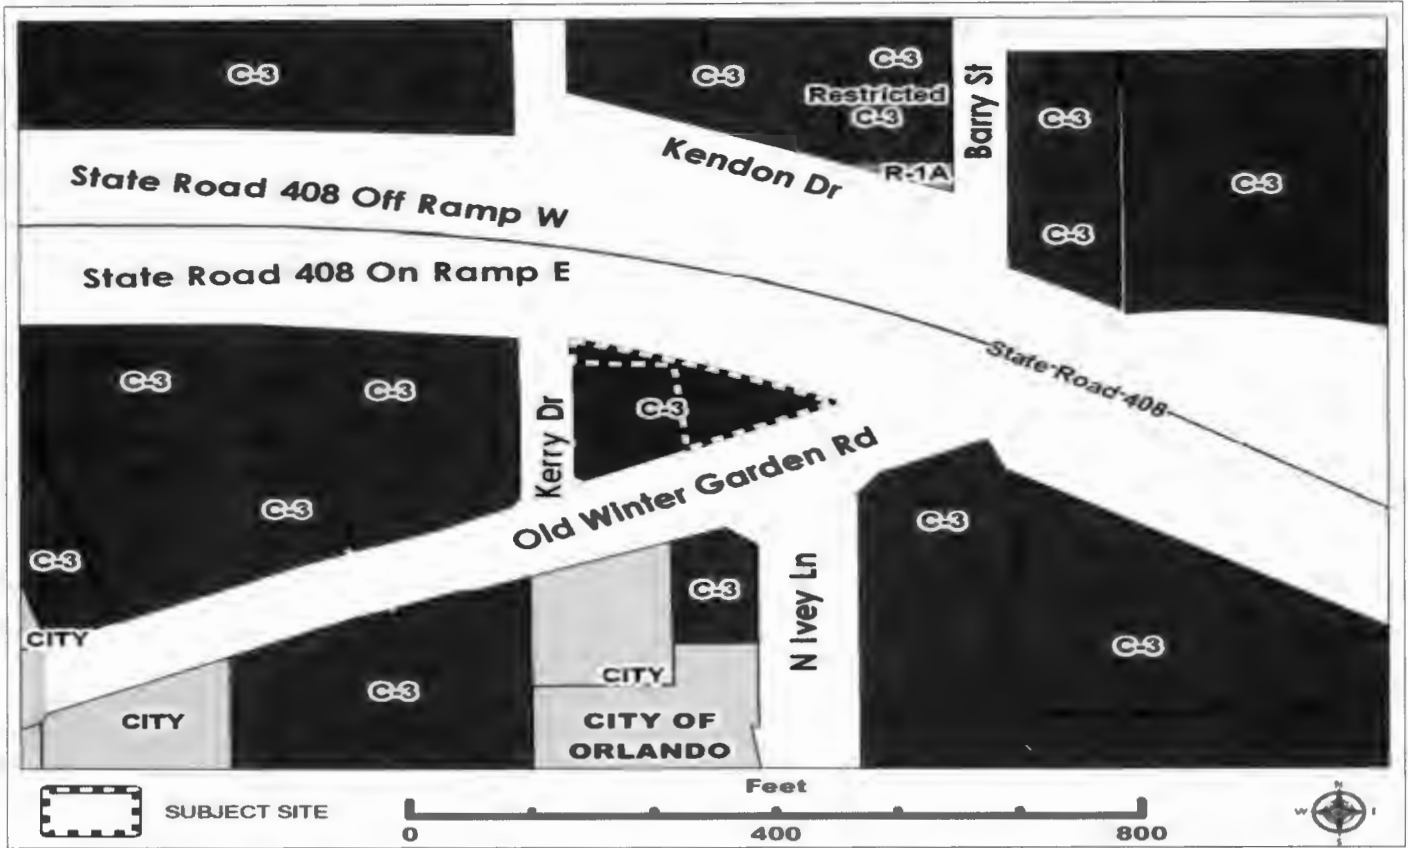 C-3
C-3
C-3
Restricted
C-3
R-1A
Barry St
C-3
C-3
C-3
Kendon Dr
State Road 408 Off Ramp W
State Road 408 On Ramp E
State Road 408
C-3
C-3
C-3
C-3
Kerry Dr
C-3
Old Winter Garden Rd
C-3
N Ivey Ln
C-3
C-3
CITY
CITY
C-3
CITY
CITY OF
ORLANDO
SUBJECT SITE
Feet
0
400
800
N
W
S